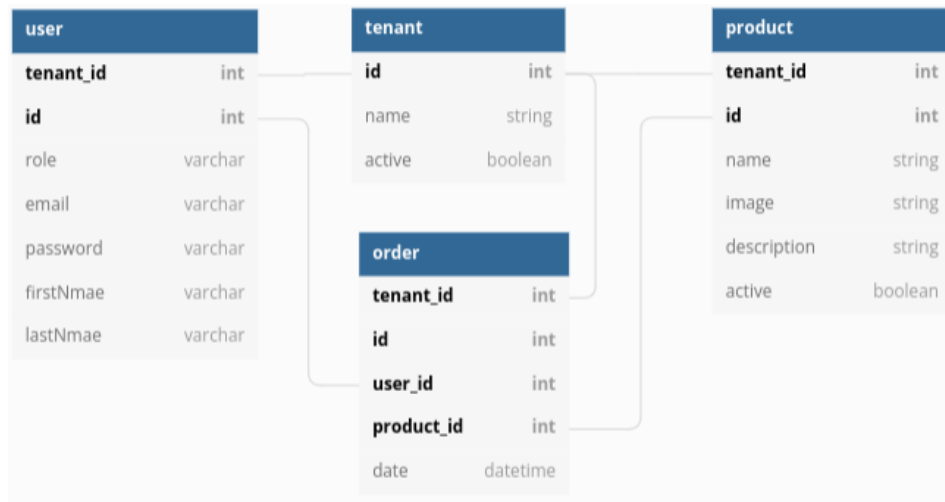 user
tenant_id int
id int
role varchar
email varchar
password varchar
firstNmae varchar
lastNmae varchar
tenant
id int
name string
active boolean
order
tenant_id int
id int
user_id int
product_id int
date datetime
product
tenant_id int
id int
name string
image string
description string
active boolean